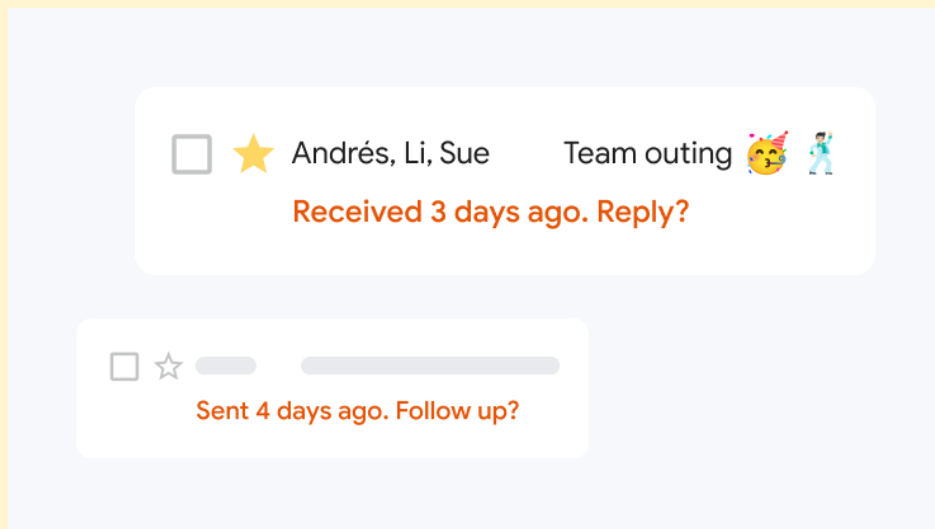 Andrés, Li, Sue Team outing 🥳 🕺
Received 3 days ago. Reply?
Sent 4 days ago. Follow up?